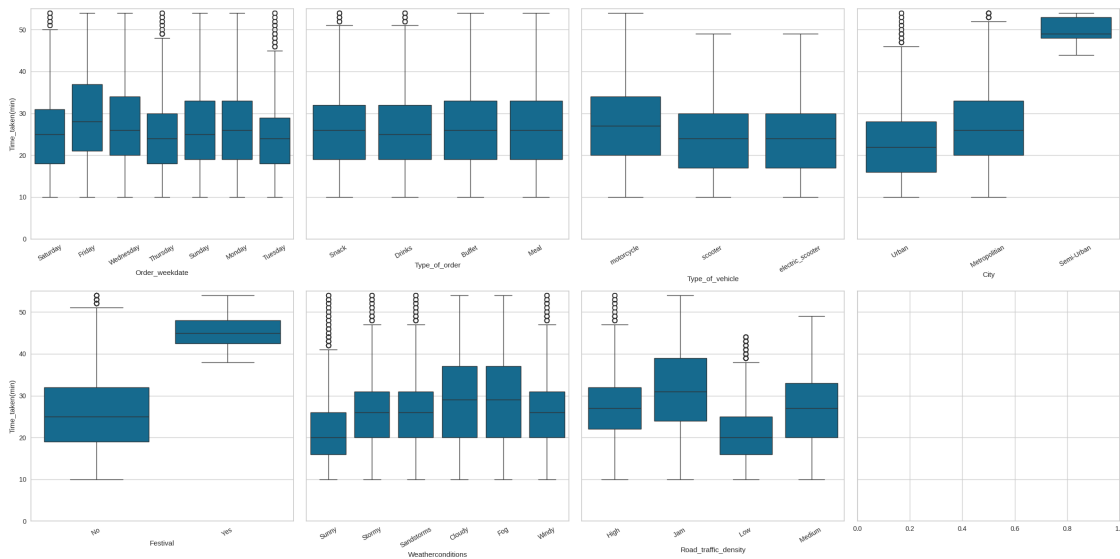 50
40
30
20
10
0
Time_taken(min)
Saturday
Friday
Wednesday
Thursday
Sunday
Monday
Tuesday
Order_weekdate
Snack
Drinks
Buffet
Meal
Type_of_order
motorcycle
scooter
electric_scooter
Type_of_vehicle
Urban
Metropolitian
Semi-Urban
City
50
40
30
20
10
0
Time_taken(min)
No
Yes
Festival
Sunny
Stormy
Sandstorms
Cloudy
Fog
Windy
Weatherconditions
High
Jam
Low
Medium
Road_traffic_density
0.0 0.2 0.4 0.6 0.8 1.